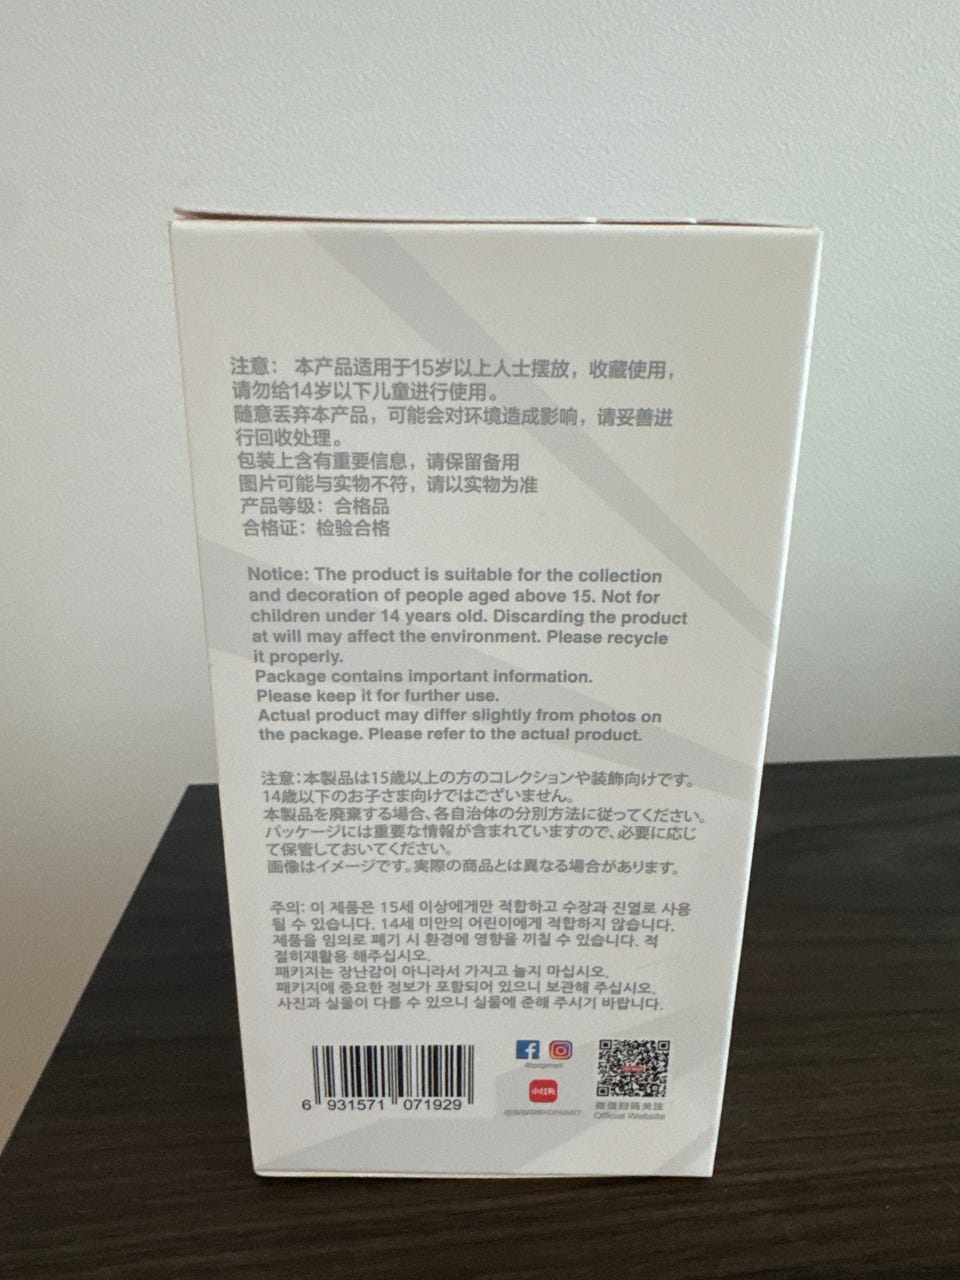 注意： 本产品适用于15岁以上人士摆放，收藏使用，
请勿给14岁以下儿童进行使用。
随意丢弃本产品，可能会对环境造成影响，请妥善进
行回收处理。
包装上含有重要信息，请保留备用
图片可能与实物不符，请以实物为准
产品等级：合格品
合格证：检验合格
Notice: The product is suitable for the collection
and decoration of people aged above 15. Not for
children under 14 years old. Discarding the product
at will may affect the environment. Please recycle
it properly.
Package contains important information.
Please keep it for further use.
Actual product may differ slightly from photos on
the package. Please refer to the actual product.
注意：本製品は15歳以上の方のコレクションや装飾向けです。
14歳以下のお子さま向けではございません。
本製品を廃棄する場合、各自治体の分別方法に従ってください。
パッケージには重要な情報が含まれていますので、必要に応じ
て保管しておいてください。
画像はイメージです。実際の商品とは異なる場合があります。
주의: 이 제품은 15세 이상에게만 적합하고 수장과 진열로 사용
될 수 있습니다. 14세 미만의 어린이에게 적합하지 않습니다.
제품을 임의로 폐기 시 환경에 영향을 끼칠 수 있습니다. 적
절히재활용 해주십시오.
패키지는 장난감이 아니라서 가지고 놀지 마십시오.
패키지에 중요한 정보가 포함되어 있으니 보관해 주십시오.
사진과 실물이 다를 수 있으니 실물에 준해 주시기 바랍니다.
6 931571 071929
@popmart
小红书
微信扫码关注
Official Website